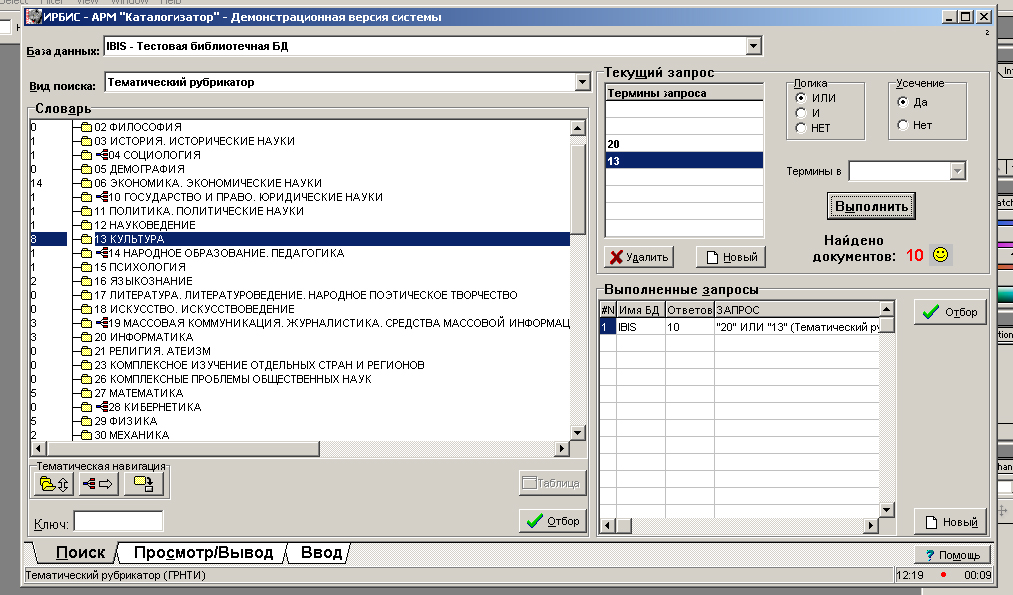 ИРБИС - АРМ "Каталогизатор" - Демонстрационная версия системы
База данных: IBIS - Тестовая библиотечная БД
2
Вид поиска: Тематический рубрикатор
Словарь
0 02 ФИЛОСОФИЯ
1 03 ИСТОРИЯ. ИСТОРИЧЕСКИЕ НАУКИ
1 04 СОЦИОЛОГИЯ
0 05 ДЕМОГРАФИЯ
14 06 ЭКОНОМИКА. ЭКОНОМИЧЕСКИЕ НАУКИ
1 10 ГОСУДАРСТВО И ПРАВО. ЮРИДИЧЕСКИЕ НАУКИ
1 11 ПОЛИТИКА. ПОЛИТИЧЕСКИЕ НАУКИ
1 12 НАУКОВЕДЕНИЕ
8 13 КУЛЬТУРА
1 14 НАРОДНОЕ ОБРАЗОВАНИЕ. ПЕДАГОГИКА
1 15 ПСИХОЛОГИЯ
2 16 ЯЗЫКОЗНАНИЕ
0 17 ЛИТЕРАТУРА. ЛИТЕРАТУРОВЕДЕНИЕ. НАРОДНОЕ ПОЭТИЧЕСКОЕ ТВОРЧЕСТВО
0 18 ИСКУССТВО. ИСКУССТВОВЕДЕНИЕ
3 19 МАССОВАЯ КОММУНИКАЦИЯ. ЖУРНАЛИСТИКА. СРЕДСТВА МАССОВОЙ ИНФОРМАЦ
3 20 ИНФОРМАТИКА
0 21 РЕЛИГИЯ. АТЕИЗМ
0 23 КОМПЛЕКСНОЕ ИЗУЧЕНИЕ ОТДЕЛЬНЫХ СТРАН И РЕГИОНОВ
0 26 КОМПЛЕКСНЫЕ ПРОБЛЕМЫ ОБЩЕСТВЕННЫХ НАУК
5 27 МАТЕМАТИКА
0 28 КИБЕРНЕТИКА
5 29 ФИЗИКА
2 30 МЕХАНИКА
Тематическая навигация
Таблица
Ключ:
Отбор
Текущий запрос
Термины запроса
20
13
Логика
ИЛИ
И
НЕТ
Усечение
Да
Нет
Термины в
Выполнить
Удалить
Новый
Найдено
документов: 10
Выполненные запросы
#N Имя БД Ответов ЗАПРОС
1 IBIS 10 "20" ИЛИ "13" (Тематический ру
Отбор
Новый
Поиск Просмотр/Вывод Ввод
Помощь
Тематический рубрикатор (ГРНТИ) 12:19 00:09